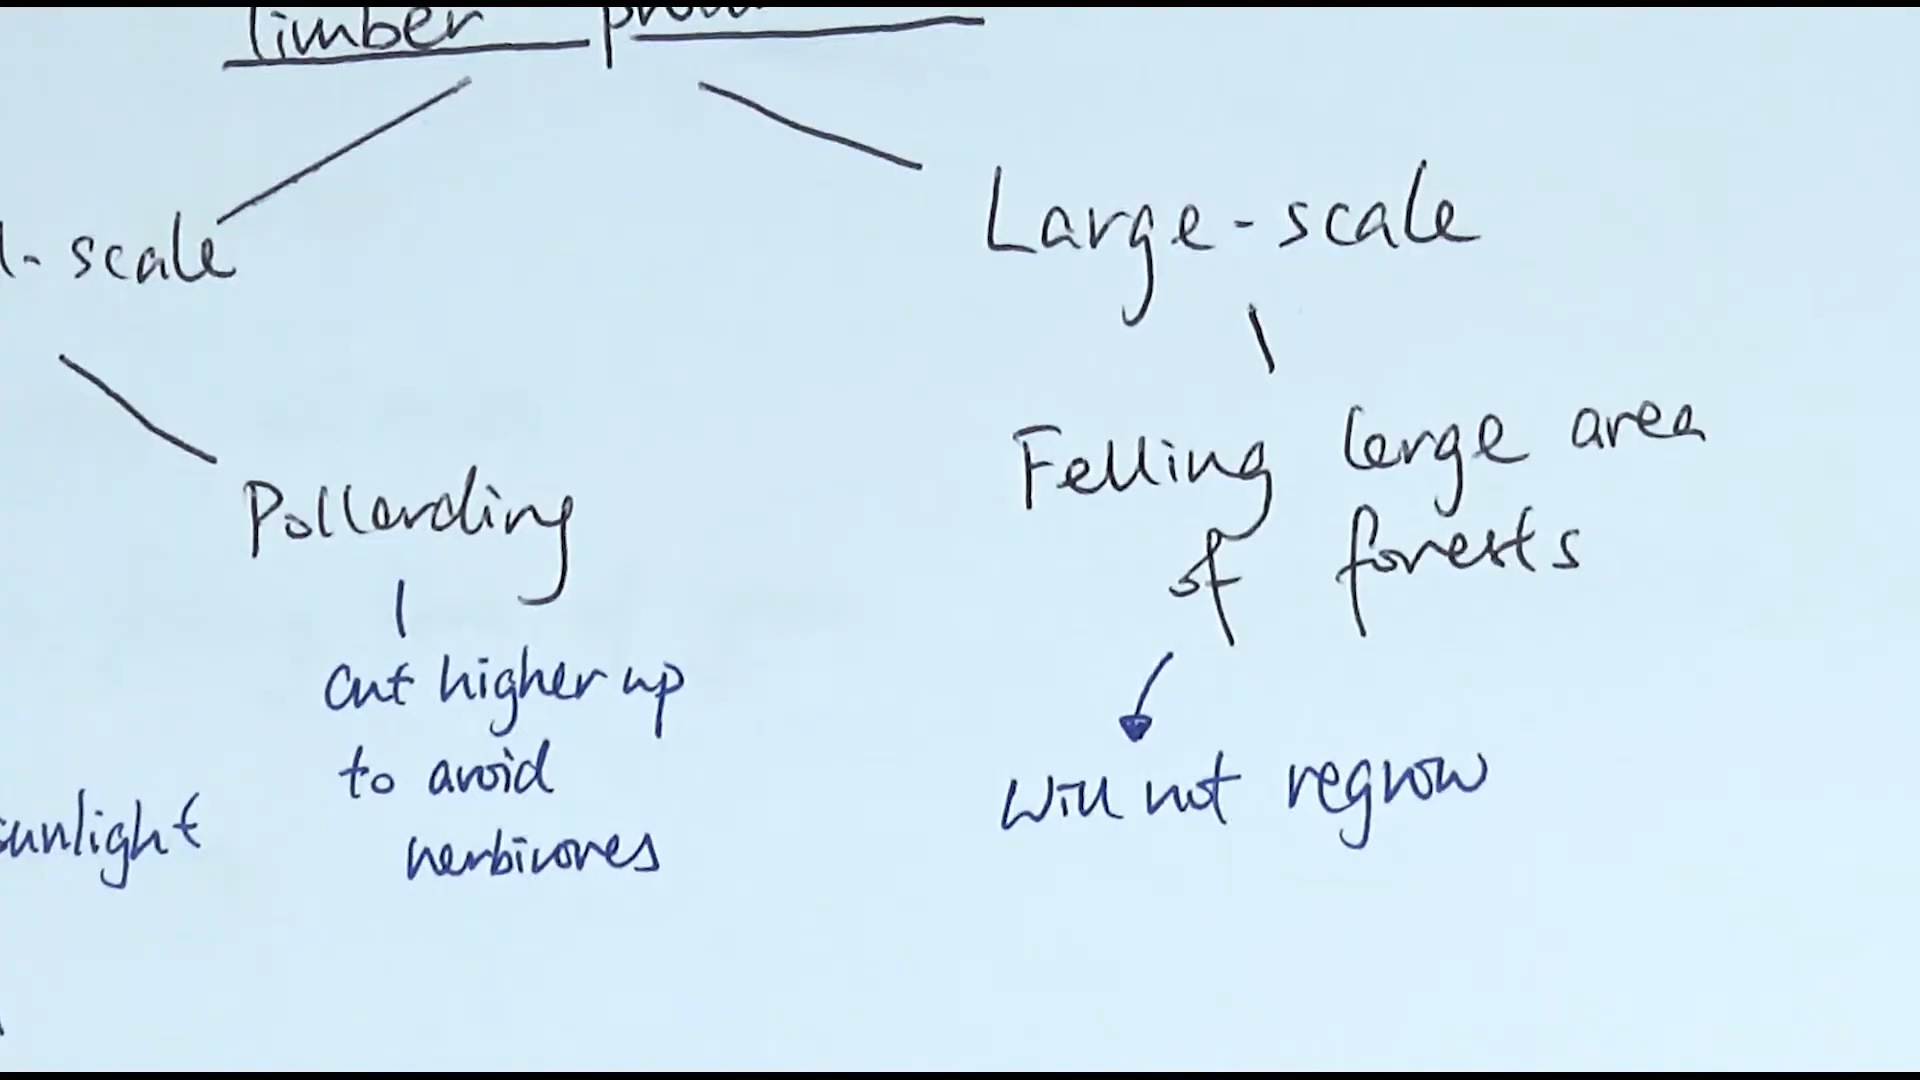 Timber
l-scale
Large-scale
Pollarding
Felling large area
of forests
cut higher up
to avoid
herbivores
will not regrow
sunlight